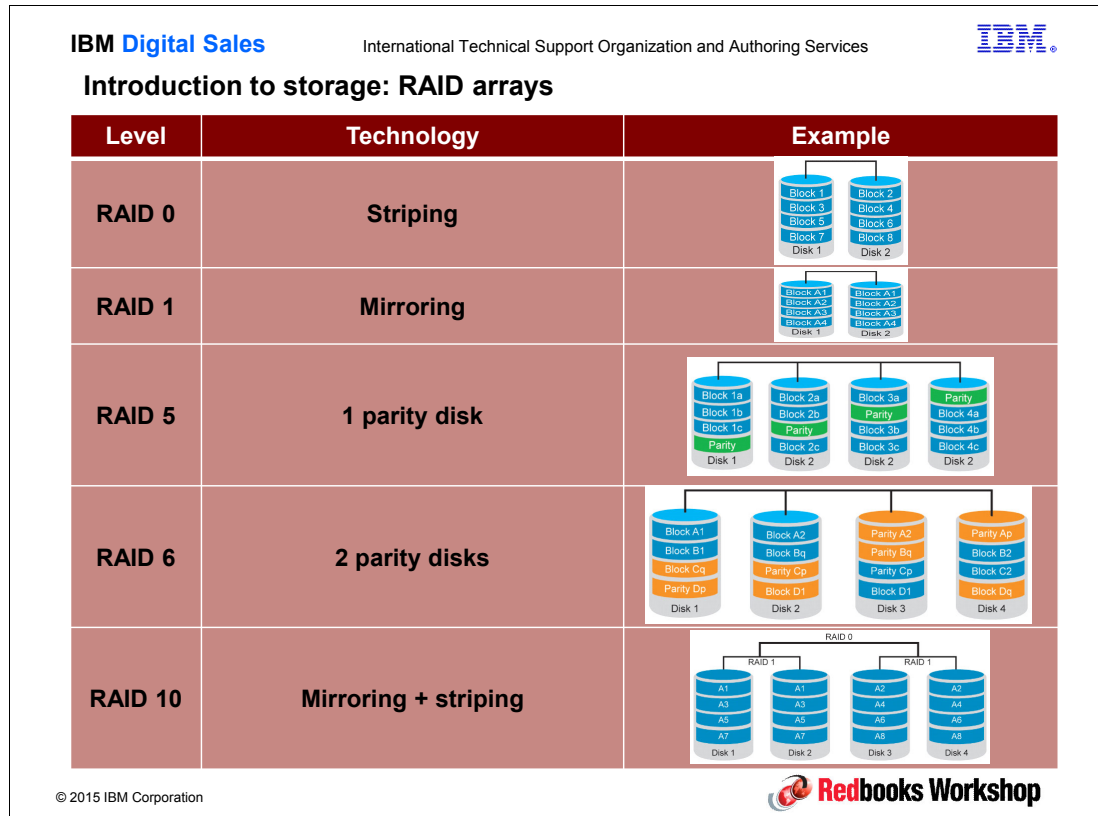 IBM Digital Sales
International Technical Support Organization and Authoring Services
IBM®
Introduction to storage: RAID arrays
Level
Technology
Example
RAID 0
Striping
Block 1
Block 3
Block 5
Block 7
Disk 1
Block 2
Block 4
Block 6
Block 8
Disk 2
RAID 1
Mirroring
Block A1
Block A2
Block A3
Block A4
Disk 1
Block A1
Block A2
Block A3
Block A4
Disk 2
RAID 5
1 parity disk
Block 1a
Block 1b
Block 1c
Parity
Disk 1
Block 2a
Block 2b
Parity
Block 2c
Disk 2
Block 3a
Parity
Block 3b
Block 3c
Disk 2
Parity
Block 4a
Block 4b
Block 4c
Disk 2
RAID 6
2 parity disks
Block A1
Block B1
Block Cq
Parity Dp
Disk 1
Block A2
Block Bq
Parity Cp
Block D1
Disk 2
Parity A2
Parity Bq
Parity Cp
Block D1
Disk 3
Parity Ap
Block B2
Block C2
Block Dq
Disk 4
RAID 10
Mirroring + striping
RAID 0
RAID 1
RAID 1
A1
A3
A5
A7
Disk 1
A1
A3
A5
A7
Disk 2
A2
A4
A6
A8
Disk 3
A2
A4
A6
A8
Disk 4
© 2015 IBM Corporation
Redbooks Workshop